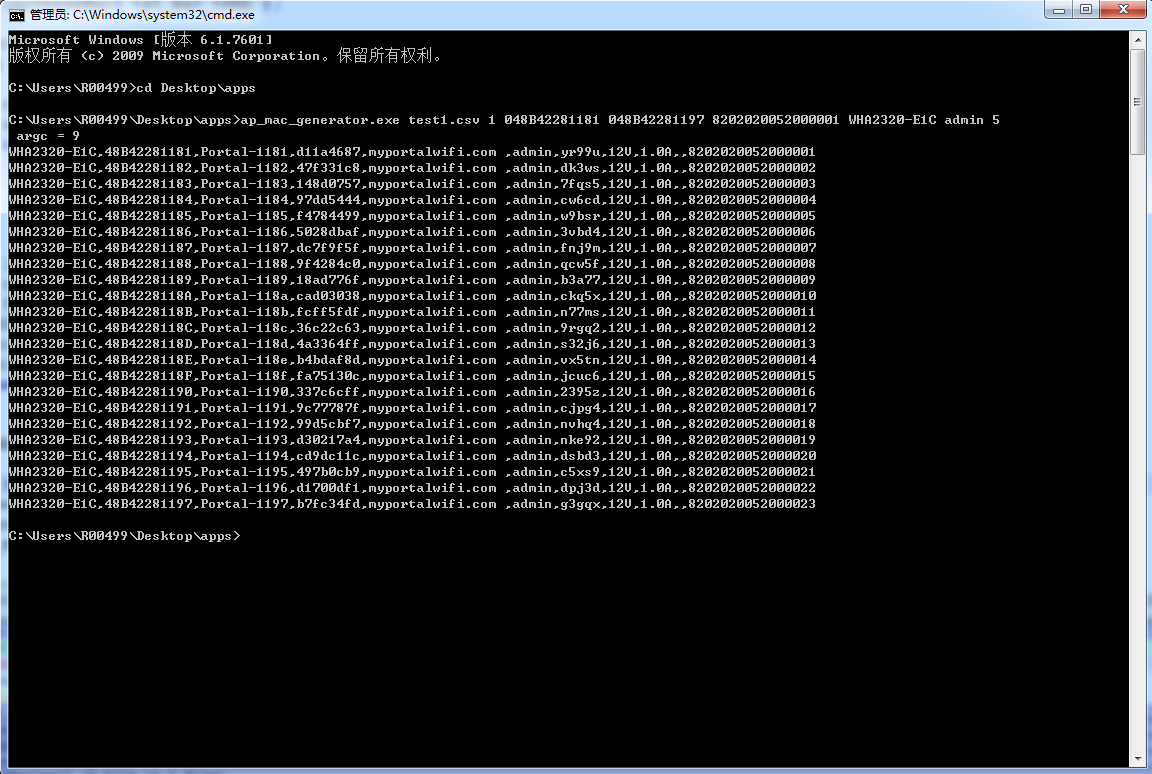 管理员: C:\Windows\system32\cmd.exe
Microsoft Windows [版本 6.1.7601]
版权所有 (c) 2009 Microsoft Corporation。保留所有权利。
C:\Users\R00499>cd Desktop\apps
C:\Users\R00499\Desktop\apps>ap_mac_generator.exe test1.csv 1 048B42281181 048B42281197 8202020052000001 WHA2320-E1C admin 5
argc = 9
WHA2320-E1C,48B42281181,Portal-1181,d11a4687,myportalwifi.com ,admin,yr99u,12V,1.0A,,8202020052000001
WHA2320-E1C,48B42281182,Portal-1182,47f331c8,myportalwifi.com ,admin,dk3ws,12V,1.0A,,8202020052000002
WHA2320-E1C,48B42281183,Portal-1183,148d0757,myportalwifi.com ,admin,7fqs5,12V,1.0A,,8202020052000003
WHA2320-E1C,48B42281184,Portal-1184,97dd5444,myportalwifi.com ,admin,cw6cd,12V,1.0A,,8202020052000004
WHA2320-E1C,48B42281185,Portal-1185,f4784499,myportalwifi.com ,admin,w9bsr,12V,1.0A,,8202020052000005
WHA2320-E1C,48B42281186,Portal-1186,5028dbaf,myportalwifi.com ,admin,3vbd4,12V,1.0A,,8202020052000006
WHA2320-E1C,48B42281187,Portal-1187,dc7f9f5f,myportalwifi.com ,admin,fnj9m,12V,1.0A,,8202020052000007
WHA2320-E1C,48B42281188,Portal-1188,9f4284c0,myportalwifi.com ,admin,qcw5f,12V,1.0A,,8202020052000008
WHA2320-E1C,48B42281189,Portal-1189,18ad776f,myportalwifi.com ,admin,b3a77,12V,1.0A,,8202020052000009
WHA2320-E1C,48B4228118A,Portal-118a,cad03038,myportalwifi.com ,admin,ckq5x,12V,1.0A,,8202020052000010
WHA2320-E1C,48B4228118B,Portal-118b,fcff5fdf,myportalwifi.com ,admin,n77ms,12V,1.0A,,8202020052000011
WHA2320-E1C,48B4228118C,Portal-118c,36c22c63,myportalwifi.com ,admin,9rgq2,12V,1.0A,,8202020052000012
WHA2320-E1C,48B4228118D,Portal-118d,4a3364ff,myportalwifi.com ,admin,s32j6,12V,1.0A,,8202020052000013
WHA2320-E1C,48B4228118E,Portal-118e,b4bdaf8d,myportalwifi.com ,admin,vx5tn,12V,1.0A,,8202020052000014
WHA2320-E1C,48B4228118F,Portal-118f,fa75130c,myportalwifi.com ,admin,jcuc6,12V,1.0A,,8202020052000015
WHA2320-E1C,48B42281190,Portal-1190,337c6cff,myportalwifi.com ,admin,2395z,12V,1.0A,,8202020052000016
WHA2320-E1C,48B42281191,Portal-1191,9c77787f,myportalwifi.com ,admin,cjpg4,12V,1.0A,,8202020052000017
WHA2320-E1C,48B42281192,Portal-1192,99d5cbf7,myportalwifi.com ,admin,nvhq4,12V,1.0A,,8202020052000018
WHA2320-E1C,48B42281193,Portal-1193,d30217a4,myportalwifi.com ,admin,nke92,12V,1.0A,,8202020052000019
WHA2320-E1C,48B42281194,Portal-1194,cd9dc11c,myportalwifi.com ,admin,dsbd3,12V,1.0A,,8202020052000020
WHA2320-E1C,48B42281195,Portal-1195,497b0cb9,myportalwifi.com ,admin,c5xs9,12V,1.0A,,8202020052000021
WHA2320-E1C,48B42281196,Portal-1196,d1700df1,myportalwifi.com ,admin,dpj3d,12V,1.0A,,8202020052000022
WHA2320-E1C,48B42281197,Portal-1197,b7fc34fd,myportalwifi.com ,admin,g3gqx,12V,1.0A,,8202020052000023
C:\Users\R00499\Desktop\apps>